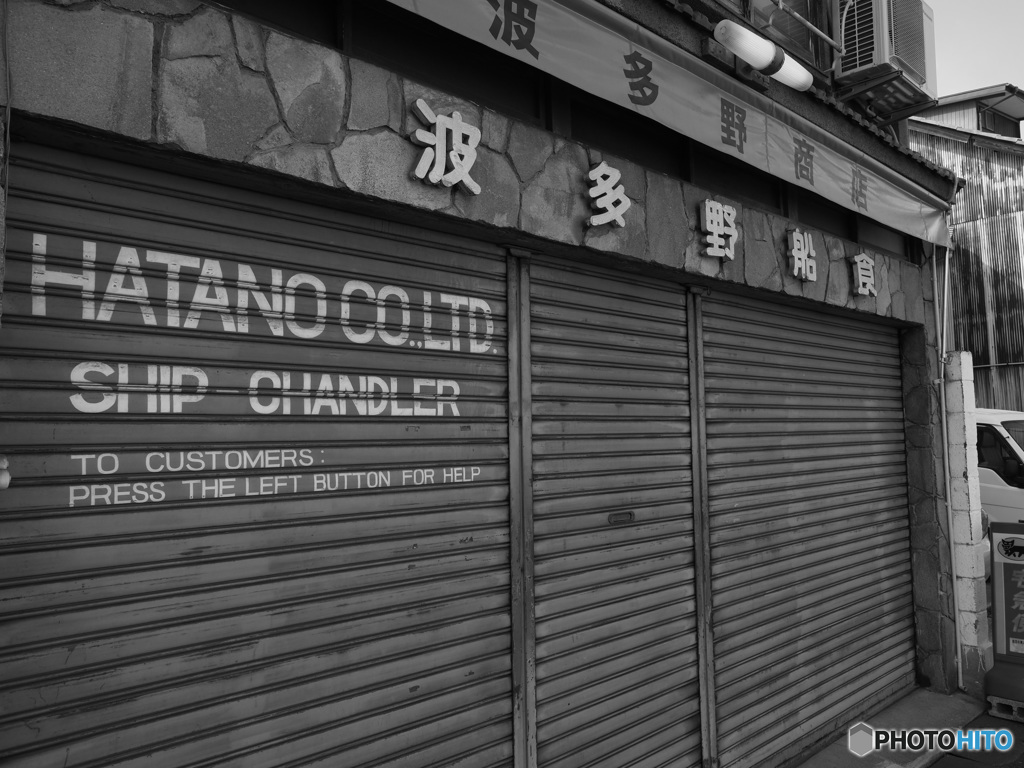 波多野商店
波多野船食
HATANO CO.,LTD.
SHIP CHANDLER
TO CUSTOMERS:
PRESS THE LEFT BUTTON FOR HELP
PHOTOHITO